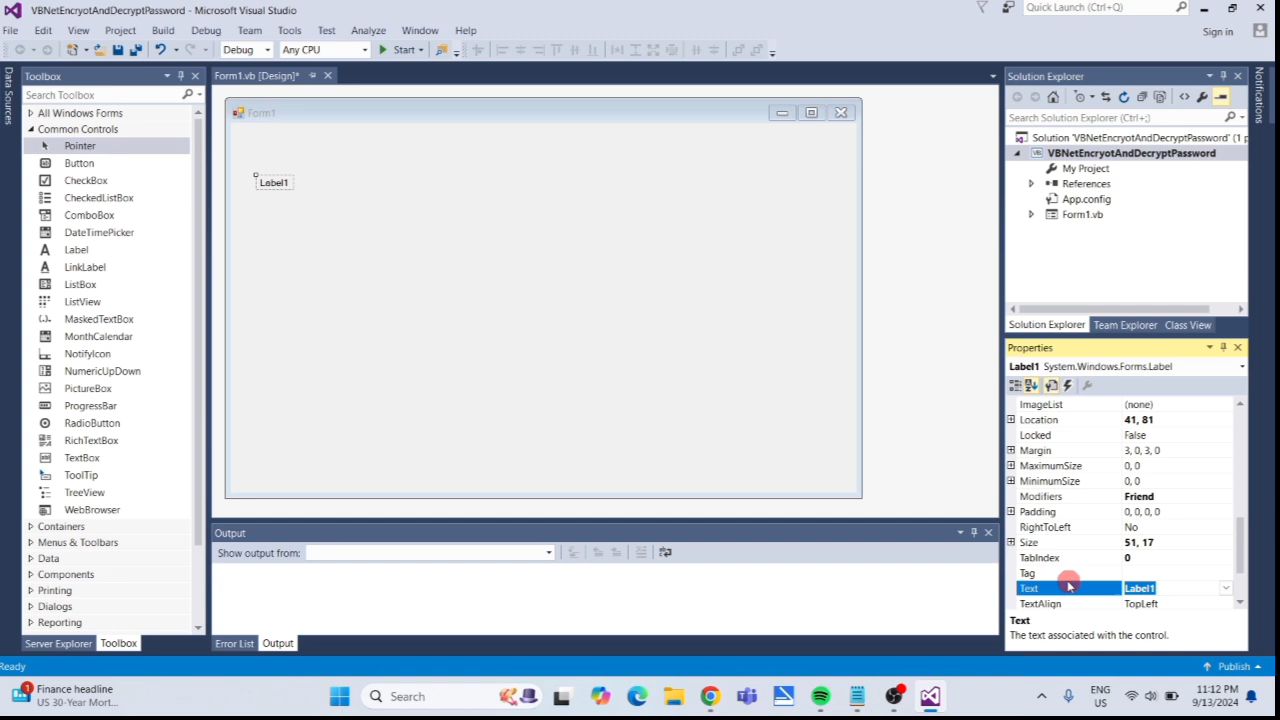 VBNetEncryotAndDecryptPassword - Microsoft Visual Studio
Quick Launch (Ctrl+Q)
File Edit View Project Build Debug Team Tools Test Analyze Window Help
Sign in
Debug Any CPU Start
Data Sources
Toolbox
Search Toolbox
All Windows Forms
Common Controls
Pointer
Button
CheckBox
CheckedListBox
ComboBox
DateTimePicker
Label
LinkLabel
ListBox
ListView
MaskedTextBox
MonthCalendar
NotifyIcon
NumericUpDown
PictureBox
ProgressBar
RadioButton
RichTextBox
TextBox
ToolTip
TreeView
WebBrowser
Containers
Menus & Toolbars
Data
Components
Printing
Dialogs
Reporting
Server Explorer Toolbox
Form1.vb [Design]*
Form1
Label1
Output
Show output from:
Error List Output
Solution Explorer
Search Solution Explorer (Ctrl+;)
Solution 'VBNetEncryotAndDecryptPassword' (1 p
VBNetEncryotAndDecryptPassword
My Project
References
App.config
Form1.vb
Solution Explorer Team Explorer Class View
Properties
Label1 System.Windows.Forms.Label
ImageList (none)
Location 41, 81
Locked False
Margin 3, 0, 3, 0
MaximumSize 0, 0
MinimumSize 0, 0
Modifiers Friend
Padding 0, 0, 0, 0
RightToLeft No
Size 51, 17
TabIndex 0
Tag
Text Label1
TextAlign TopLeft
Text
The text associated with the control.
Notifications
Ready
Publish
Finance headline
US 30-Year Mort...
Search
ENG
US
11:12 PM
9/13/2024